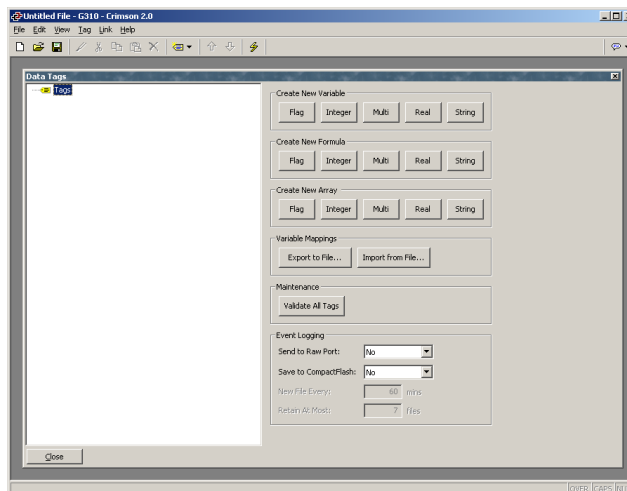 Untitled File - G310 - Crimson 2.0
File Edit View Tag Link Help
Data Tags
Tags
Create New Variable
Flag Integer Multi Real String
Create New Formula
Flag Integer Multi Real String
Create New Array
Flag Integer Multi Real String
Variable Mappings
Export to File... Import from File...
Maintenance
Validate All Tags
Event Logging
Send to Raw Port: No
Save to CompactFlash: No
New File Every: 60 mins
Retain At Most: 7 files
Close
OVER CAPS